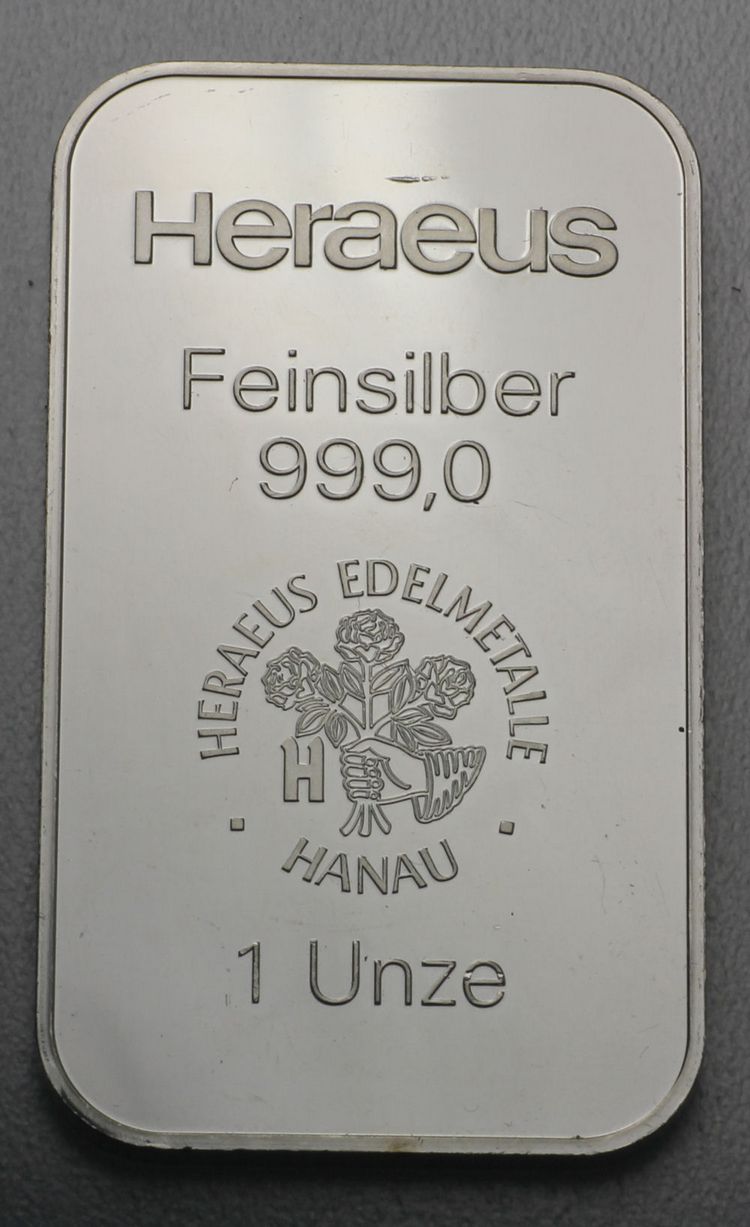 Heraeus
Feinsilber
999,0
HERAEUS EDELMETALLE
H
· HANAU ·
1 Unze